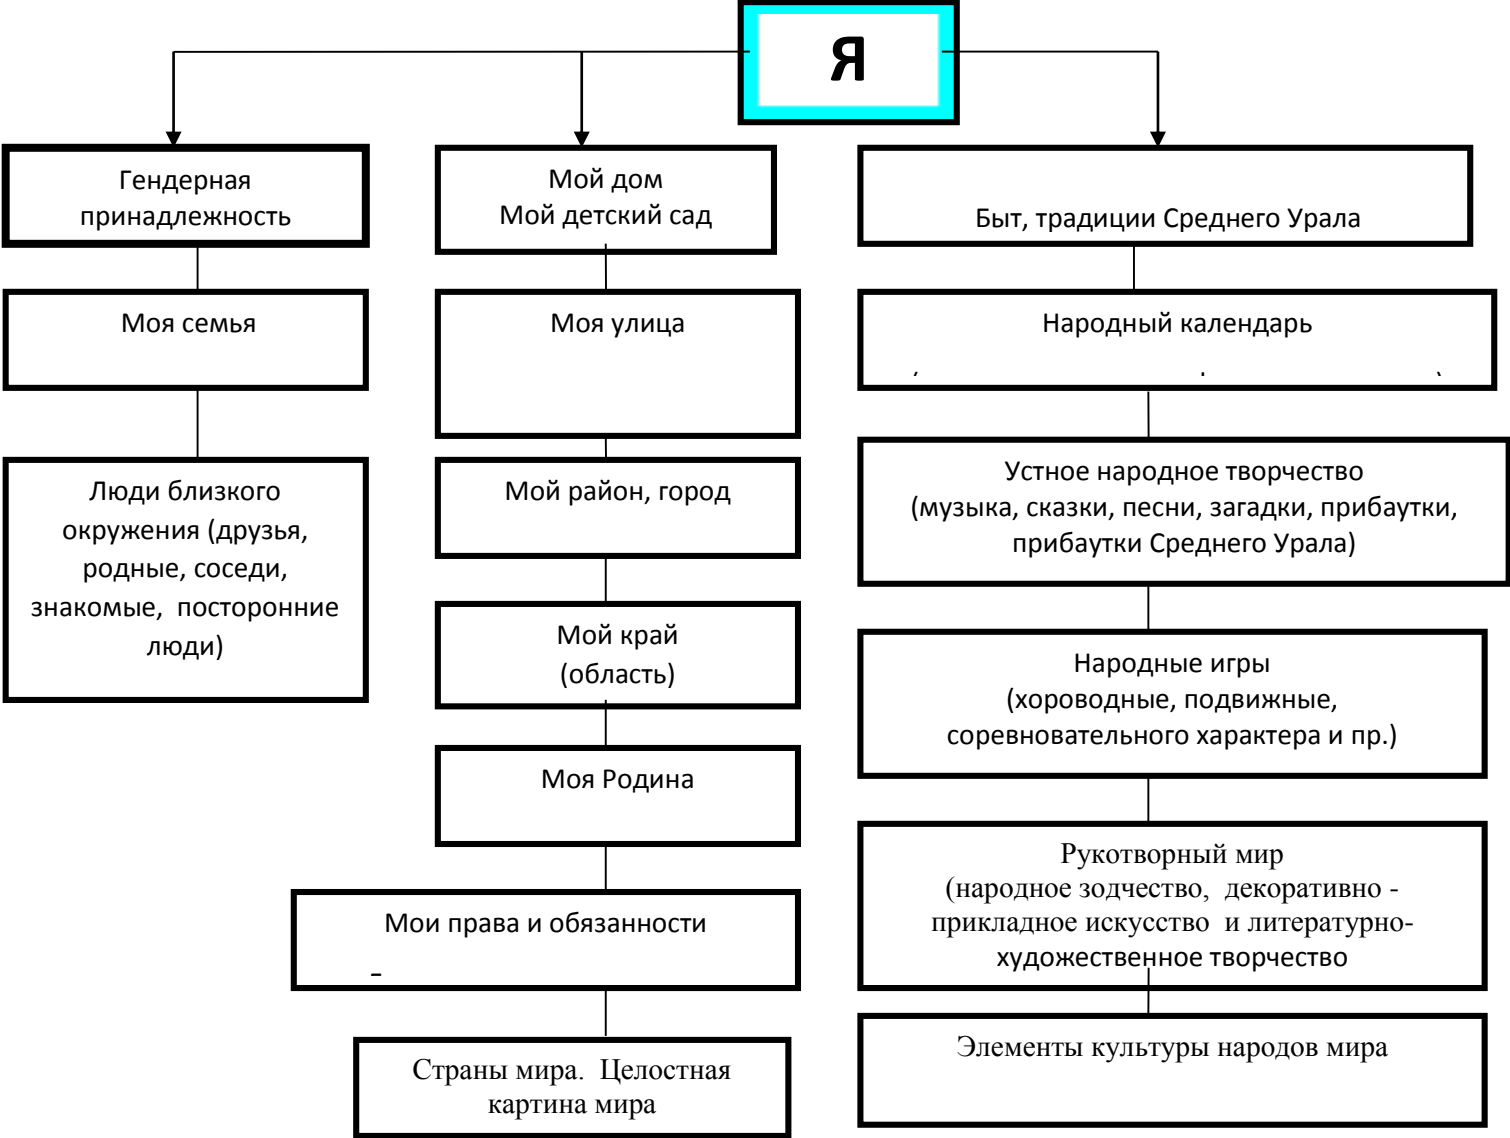 Я
Гендерная
принадлежность
Моя семья
Люди близкого
окружения (друзья,
родные, соседи,
знакомые, посторонние
люди)
Мой дом
Мой детский сад
Моя улица
Мой район, город
Мой край
(область)
Моя Родина
Мои права и обязанности
-
Страны мира. Целостная
картина мира
Быт, традиции Среднего Урала
Народный календарь
Устное народное творчество
(музыка, сказки, песни, загадки, прибаутки,
прибаутки Среднего Урала)
Народные игры
(хороводные, подвижные,
соревновательного характера и пр.)
Рукотворный мир
(народное зодчество, декоративно -
прикладное искусство и литературно-
художественное творчество
Элементы культуры народов мира